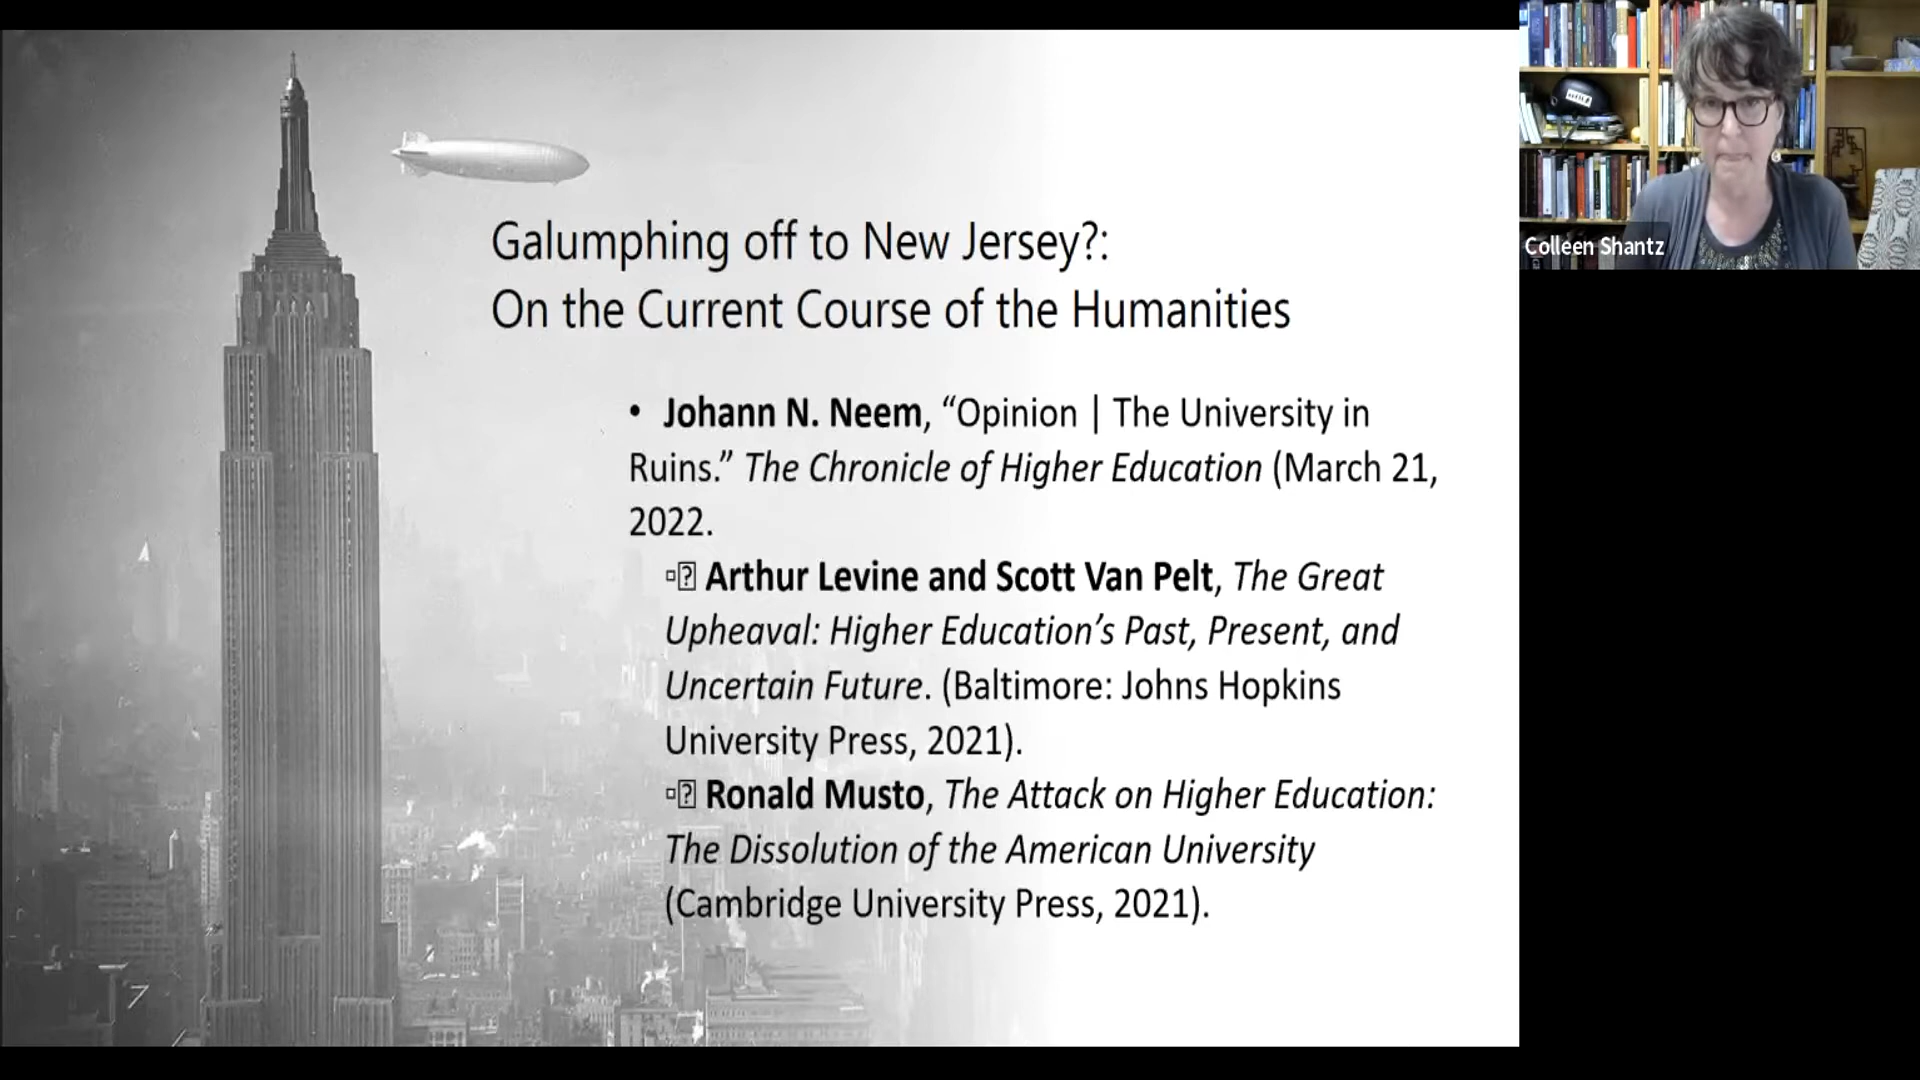 Galumphing off to New Jersey?:
On the Current Course of the Humanities
• Johann N. Neem, “Opinion | The University in
Ruins.” The Chronicle of Higher Education (March 21,
2022.
Arthur Levine and Scott Van Pelt, The Great
Upheaval: Higher Education’s Past, Present, and
Uncertain Future. (Baltimore: Johns Hopkins
University Press, 2021).
Ronald Musto, The Attack on Higher Education:
The Dissolution of the American University
(Cambridge University Press, 2021).
7
Colleen Shantz